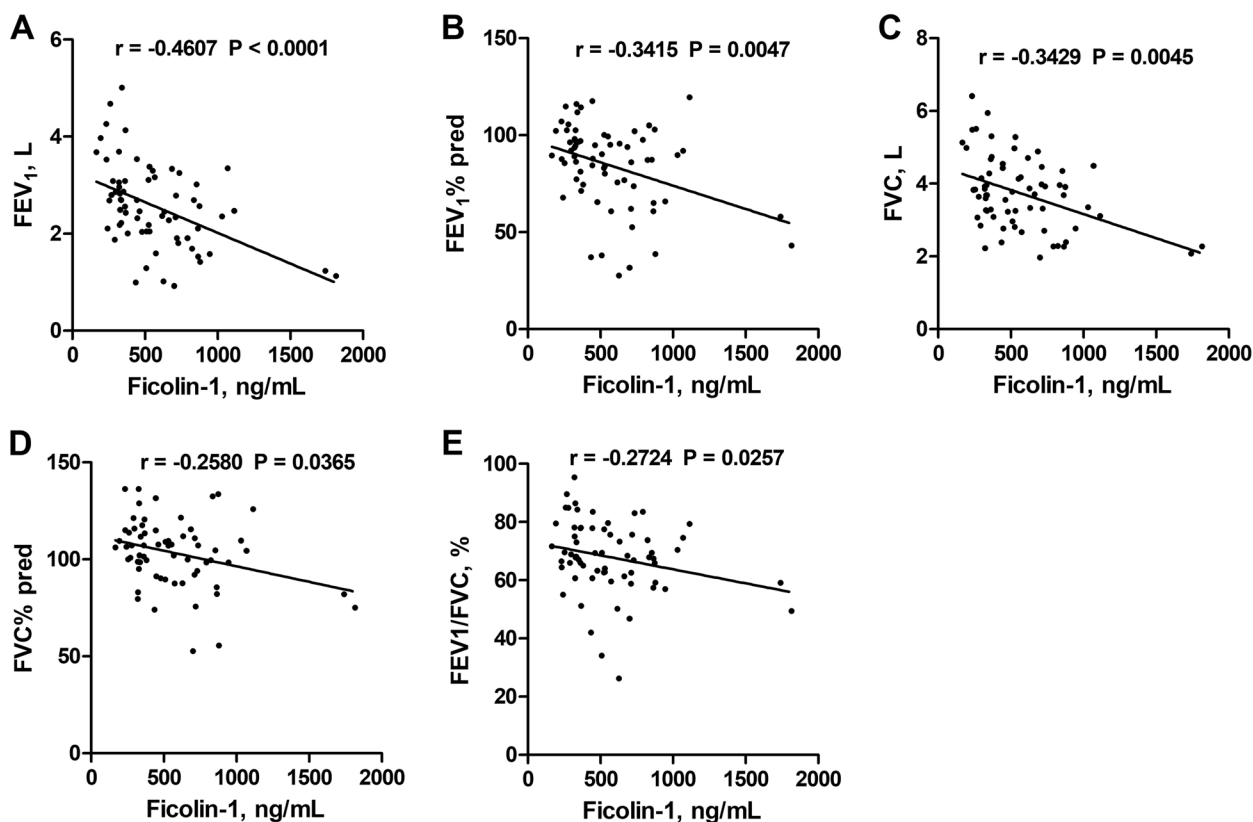 A
r = -0.4607 P < 0.0001
FEV1, L
6
4
2
0
0 500 1000 1500 2000
Ficolin-1, ng/mL
B
r = -0.3415 P = 0.0047
FEV1% pred
150
100
50
0
0 500 1000 1500 2000
Ficolin-1, ng/mL
C
r = -0.3429 P = 0.0045
FVC, L
8
6
4
2
0
0 500 1000 1500 2000
Ficolin-1, ng/mL
D
r = -0.2580 P = 0.0365
FVC% pred
150
100
50
0
0 500 1000 1500 2000
Ficolin-1, ng/mL
E
r = -0.2724 P = 0.0257
FEV1/FVC, %
100
80
60
40
20
0
0 500 1000 1500 2000
Ficolin-1, ng/mL